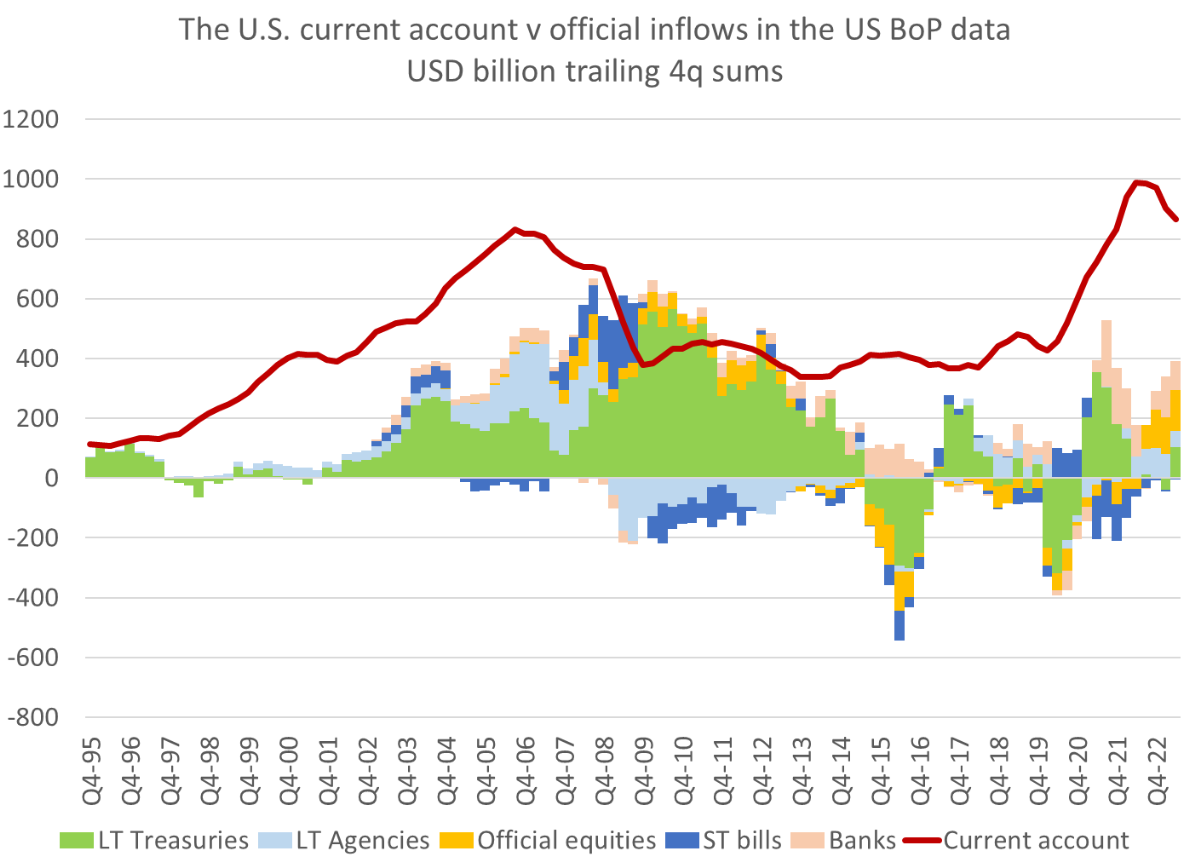 The U.S. current account v official inflows in the US BoP data
USD billion trailing 4q sums
1200
1000
800
600
400
200
0
-200
-400
-600
-800
Q4-95
Q4-96
Q4-97
Q4-98
Q4-99
Q4-00
Q4-01
Q4-02
Q4-03
Q4-04
Q4-05
Q4-06
Q4-07
Q4-08
Q4-09
Q4-10
Q4-11
Q4-12
Q4-13
Q4-14
Q4-15
Q4-16
Q4-17
Q4-18
Q4-19
Q4-20
Q4-21
Q4-22
LT Treasuries LT Agencies Official equities ST bills Banks Current account